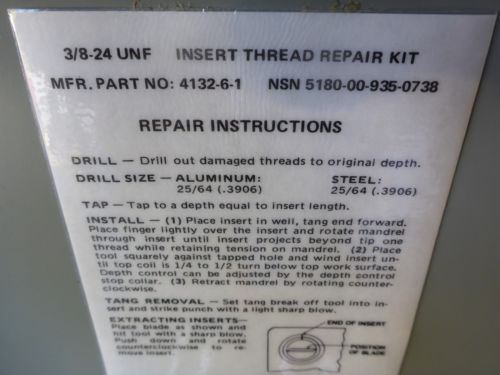 3/8-24 UNF INSERT THREAD REPAIR KIT
MFR. PART NO: 4132-6-1 NSN 5180-00-935-0738
REPAIR INSTRUCTIONS
DRILL — Drill out damaged threads to original depth.
DRILL SIZE — ALUMINUM: STEEL:
25/64 (.3906) 25/64 (.3906)
TAP — Tap to a depth equal to insert length.
INSTALL — (1) Place insert in well, tang end forward.
Place finger lightly over the insert and rotate mandrel
through insert until insert projects beyond tip one
thread while retaining tension on mandrel. (2) Place
tool squarely against tapped hole and wind insert un-
til top coil is 1/4 to 1/2 turn below top work surface.
Depth control can be adjusted by the depth control
stop collar. (3) Retract mandrel by rotating counter-
clockwise.
TANG REMOVAL — Set tang break off tool into in-
sert and strike punch with a light sharp blow.
EXTRACTING INSERTS—
Place blade as shown and
hit tool with a sharp blow.
Push down and rotate
counterclockwise to re-
move insert.
END OF INSERT
POSITION
OF BLADE